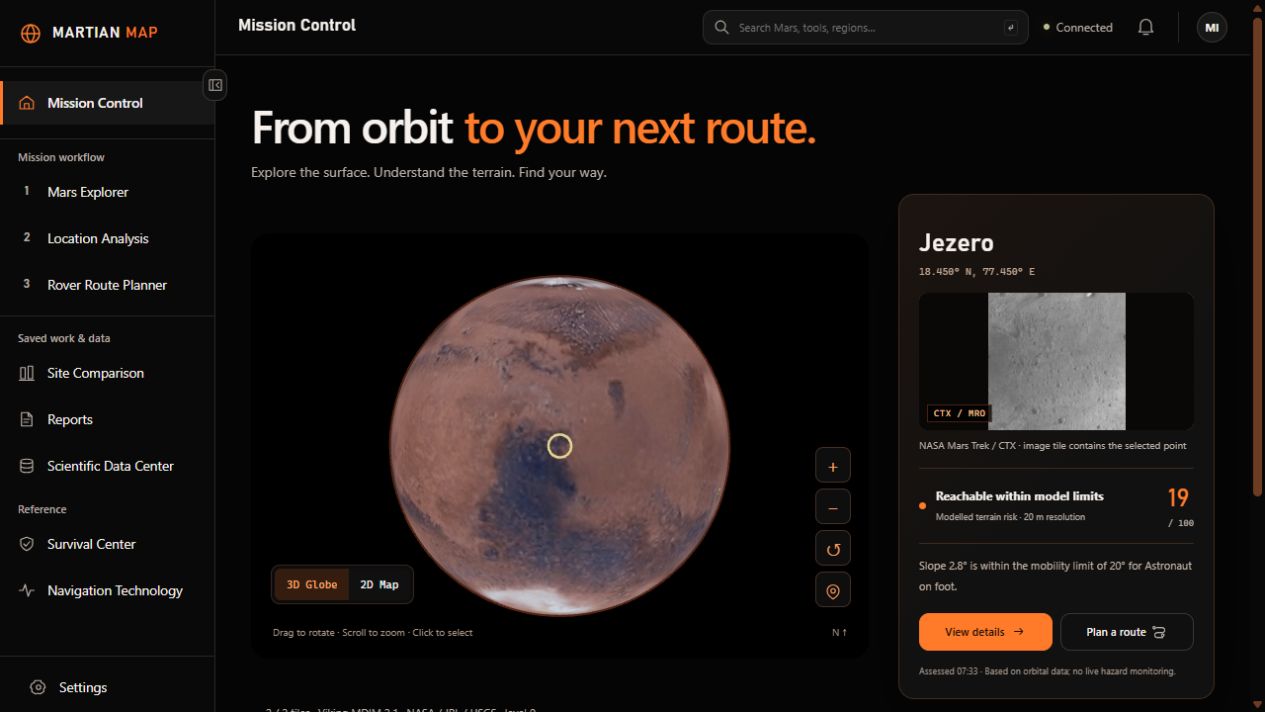 MARTIAN MAP
Mission Control
Mission workflow
1 Mars Explorer
2 Location Analysis
3 Rover Route Planner
Saved work & data
Site Comparison
Reports
Scientific Data Center
Reference
Survival Center
Navigation Technology
Settings
Mission Control
Search Mars, tools, regions...
Connected
MI
From orbit to your next route.
Explore the surface. Understand the terrain. Find your way.
3D Globe 2D Map
Drag to rotate · Scroll to zoom · Click to select
N ↑
+
−
Jezero
18.450° N, 77.450° E
CTX / MRO
NASA Mars Trek / CTX · image tile contains the selected point
Reachable within model limits
Modelled terrain risk · 20 m resolution
19
/ 100
Slope 2.8° is within the mobility limit of 20° for Astronaut
on foot.
View details →
Plan a route
Assessed 07:33 · Based on orbital data; no live hazard monitoring.